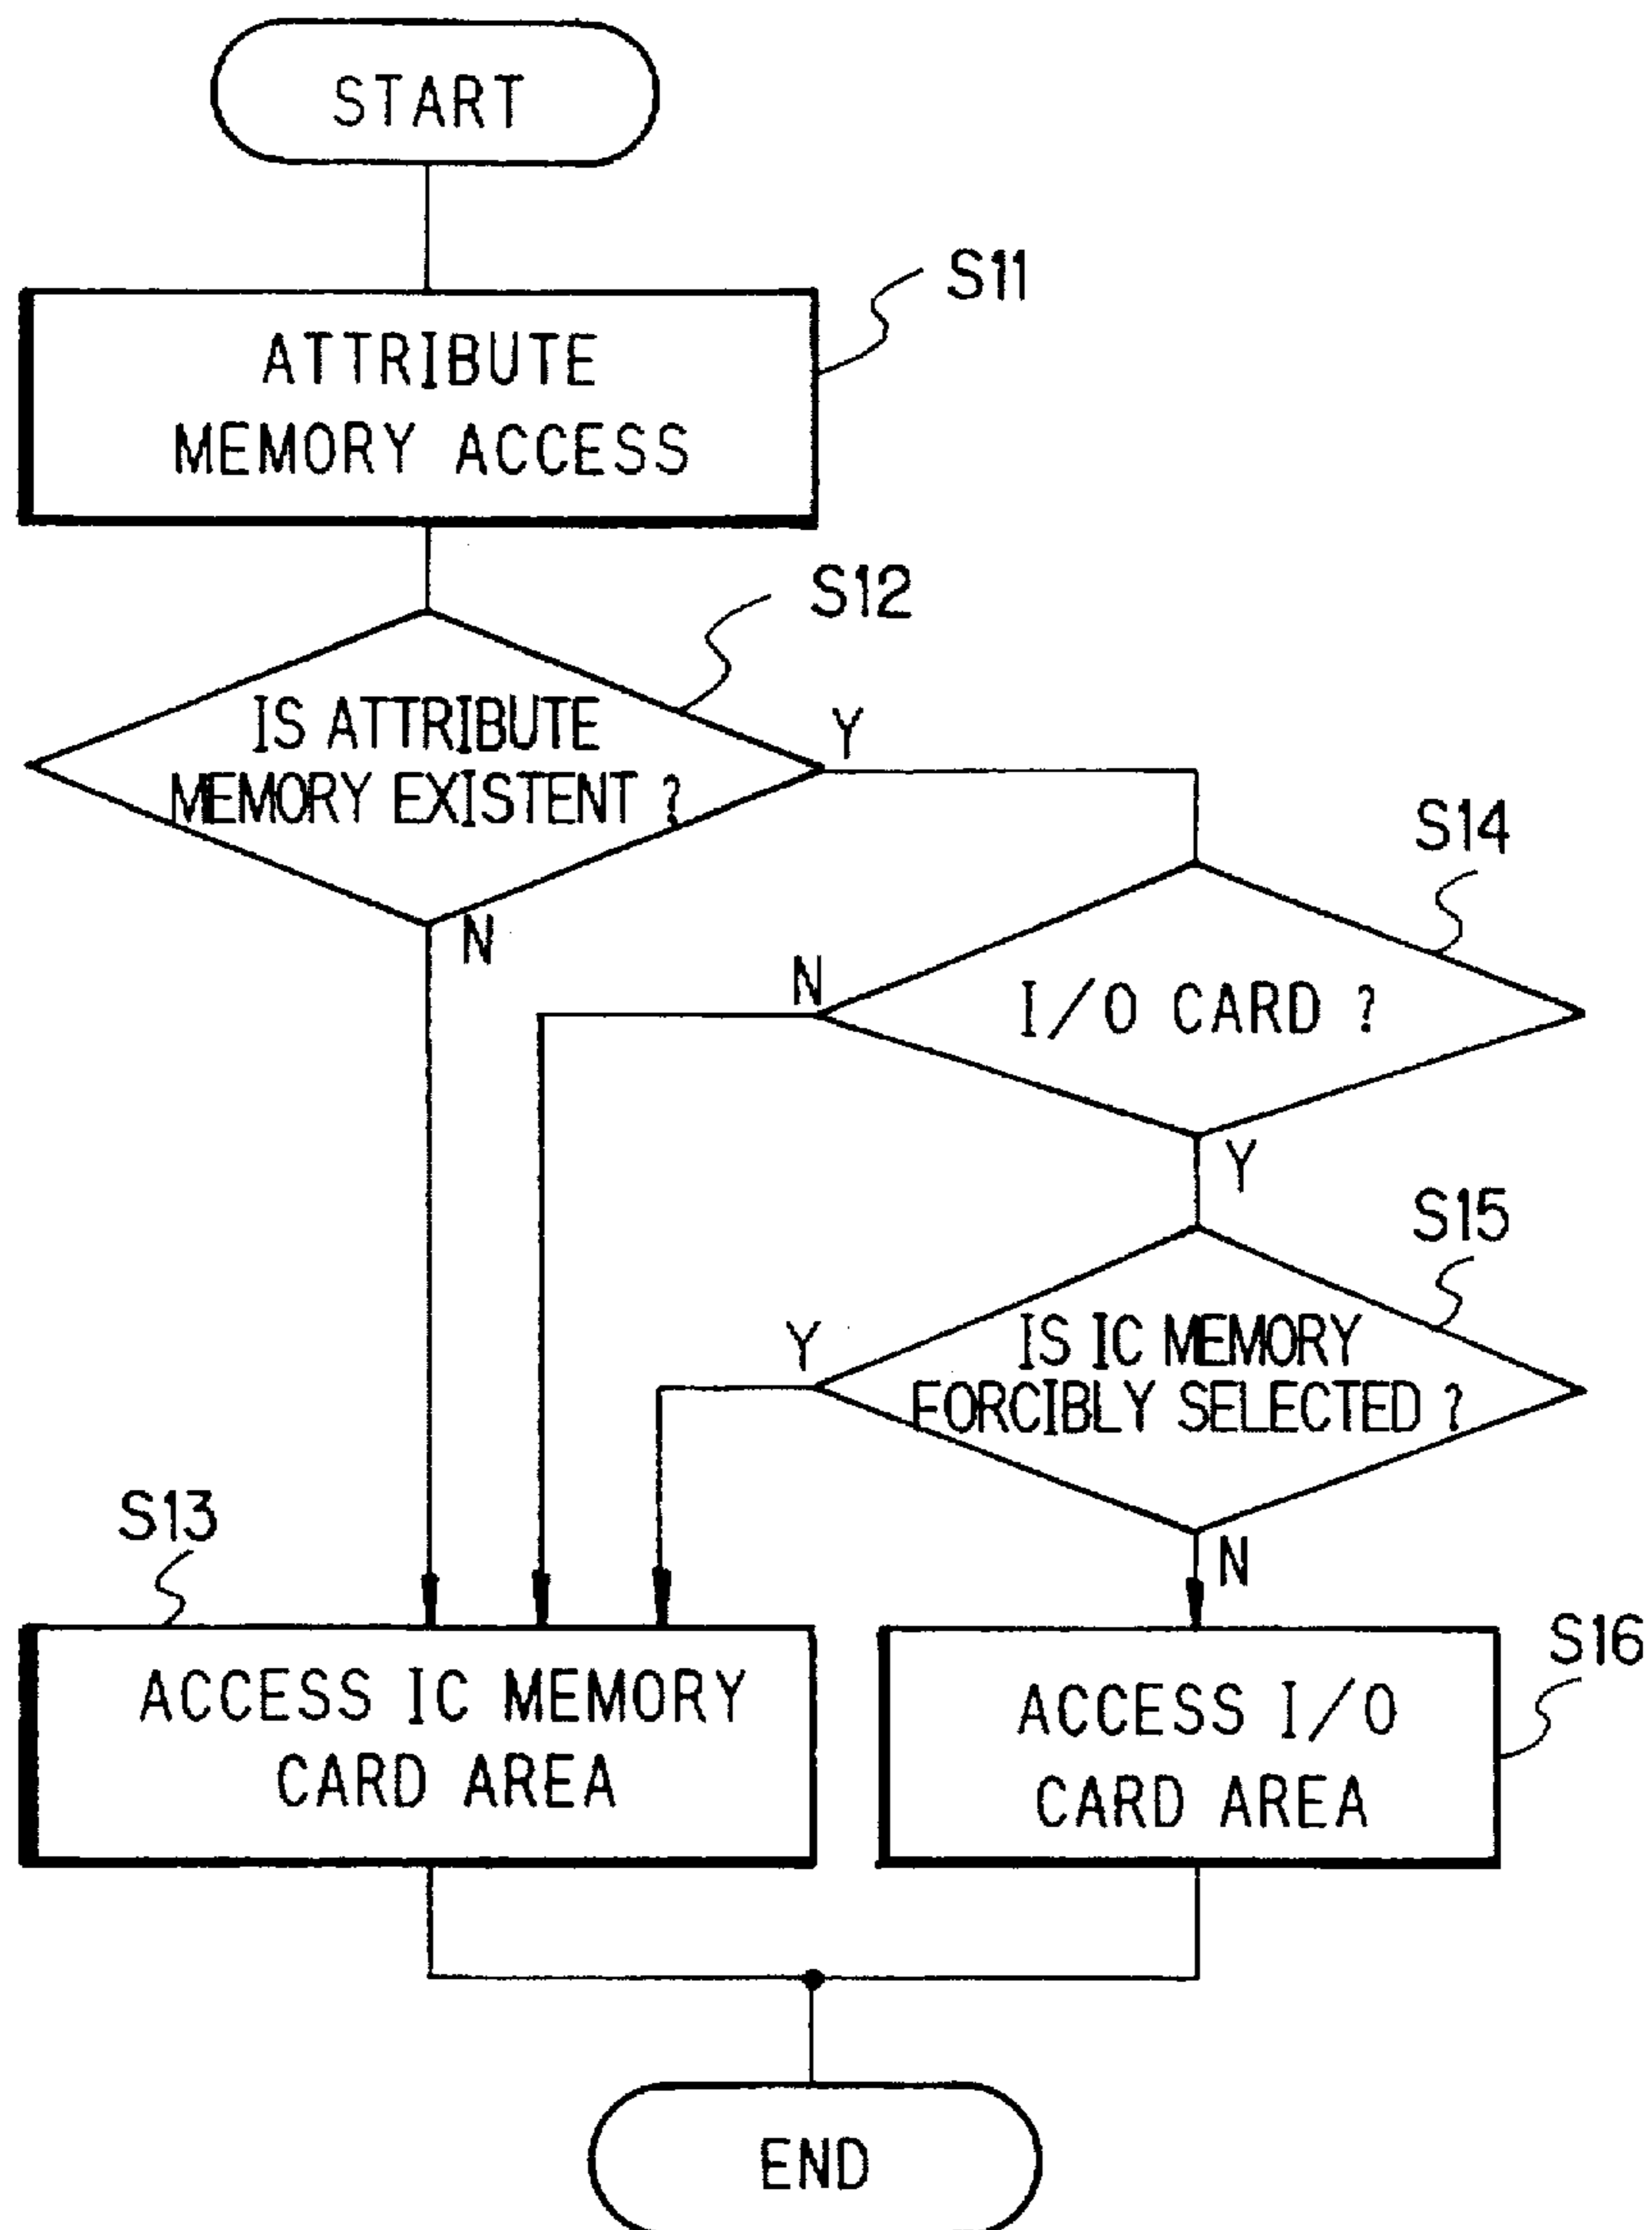 START
S11
ATTRIBUTE
MEMORY ACCESS
S12
IS ATTRIBUTE
MEMORY EXISTENT ?
Y
N
S14
N
I/O CARD ?
Y
S15
Y
IS IC MEMORY
FORCIBLY SELECTED ?
N
S13
ACCESS IC MEMORY
CARD AREA
S16
ACCESS I/O
CARD AREA
END